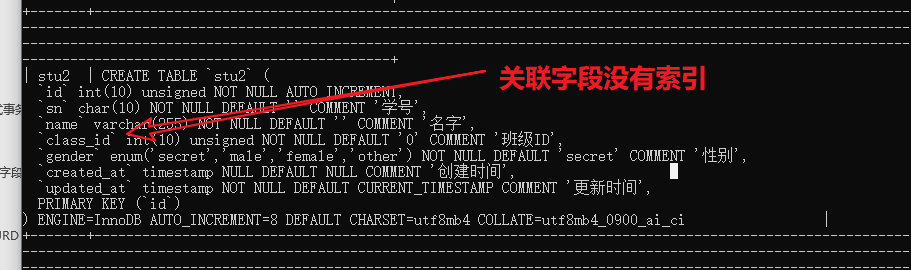 关联字段没有索引
| stu2 | CREATE TABLE `stu2` (
`id` int(10) unsigned NOT NULL AUTO_INCREMENT,
`sn` char(10) NOT NULL DEFAULT '' COMMENT '学号',
`name` varchar(255) NOT NULL DEFAULT '' COMMENT '名字',
`class_id` int(10) unsigned NOT NULL DEFAULT '0' COMMENT '班级ID',
`gender` enum('secret','male','female','other') NOT NULL DEFAULT 'secret' COMMENT '性别',
`created_at` timestamp NULL DEFAULT NULL COMMENT '创建时间',
`updated_at` timestamp NOT NULL DEFAULT CURRENT_TIMESTAMP COMMENT '更新时间',
PRIMARY KEY (`id`)
) ENGINE=InnoDB AUTO_INCREMENT=8 DEFAULT CHARSET=utf8mb4 COLLATE=utf8mb4_0900_ai_ci |
式事务
字段
URD